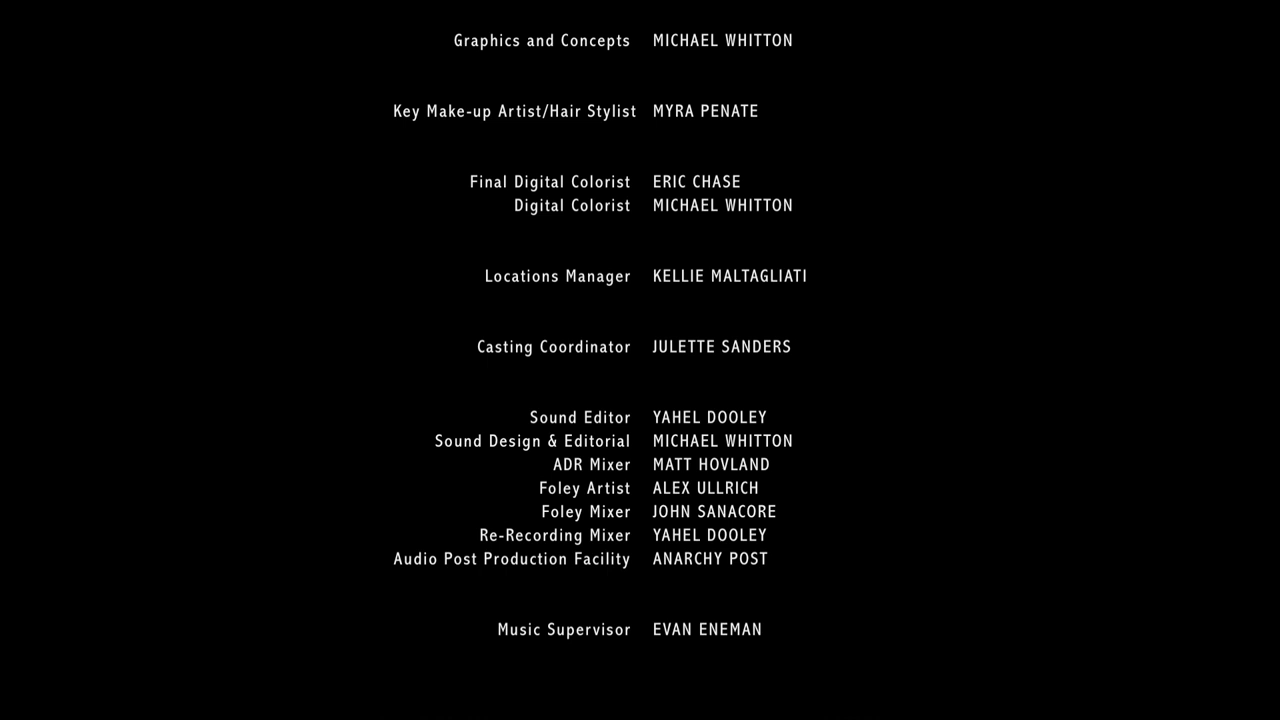 Graphics and Concepts MICHAEL WHITTON
Key Make-up Artist/Hair Stylist MYRA PENATE
Final Digital Colorist ERIC CHASE
Digital Colorist MICHAEL WHITTON
Locations Manager KELLIE MALTAGLIATI
Casting Coordinator JULETTE SANDERS
Sound Editor YAHEL DOOLEY
Sound Design & Editorial MICHAEL WHITTON
ADR Mixer MATT HOVLAND
Foley Artist ALEX ULLRICH
Foley Mixer JOHN SANACORE
Re-Recording Mixer YAHEL DOOLEY
Audio Post Production Facility ANARCHY POST
Music Supervisor EVAN ENEMAN